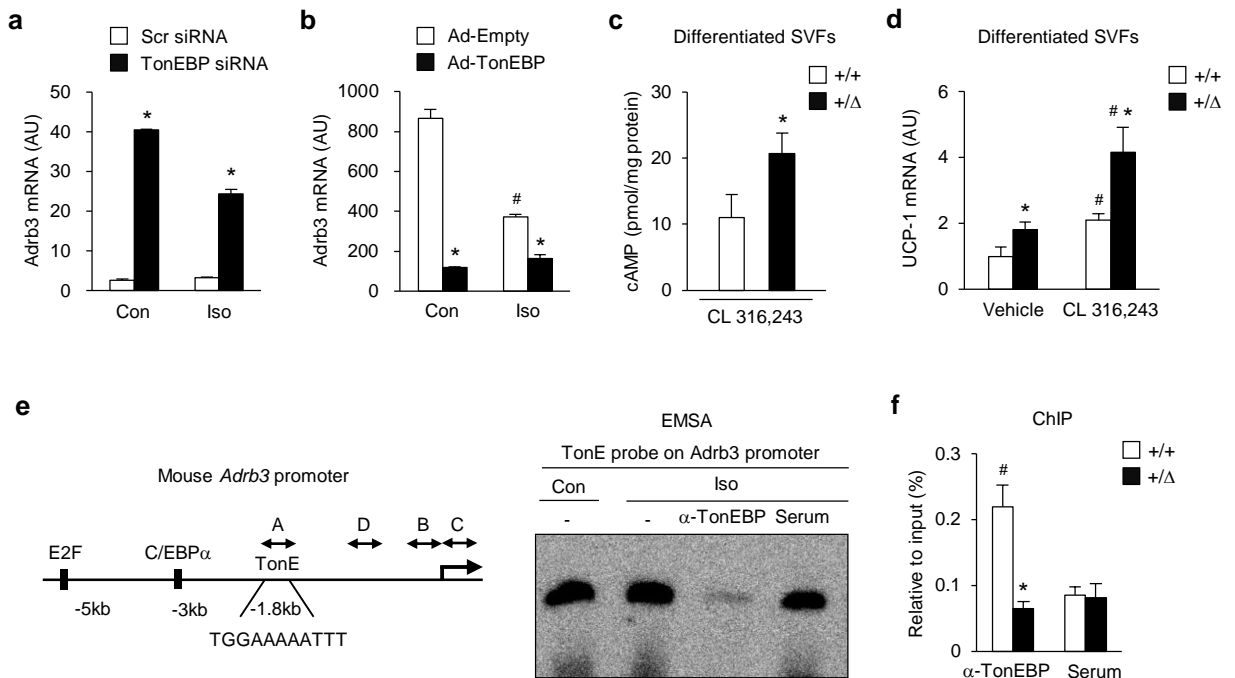 a
Scr siRNA
TonEBP siRNA
Adrb3 mRNA (AU)
50
40
30
20
10
0
*
*
Con
Iso
b
Ad-Empty
Ad-TonEBP
Adrb3 mRNA (AU)
1000
800
600
400
200
0
*
#
*
Con
Iso
c
Differentiated SVFs
+/+
+/Δ
cAMP (pmol/mg protein)
30
20
10
0
*
CL 316,243
d
Differentiated SVFs
+/+
+/Δ
UCP-1 mRNA (AU)
6
4
2
0
*
#
# *
Vehicle
CL 316,243
e
Mouse Adrb3 promoter
A
D
B
C
E2F
C/EBPα
TonE
-5kb
-3kb
-1.8kb
TGGAAAAATTT
EMSA
TonE probe on Adrb3 promoter
Con
Iso
-
-
α-TonEBP
Serum
f
ChIP
+/+
+/Δ
Relative to input (%)
0.3
0.2
0.1
0
#
*
α-TonEBP
Serum